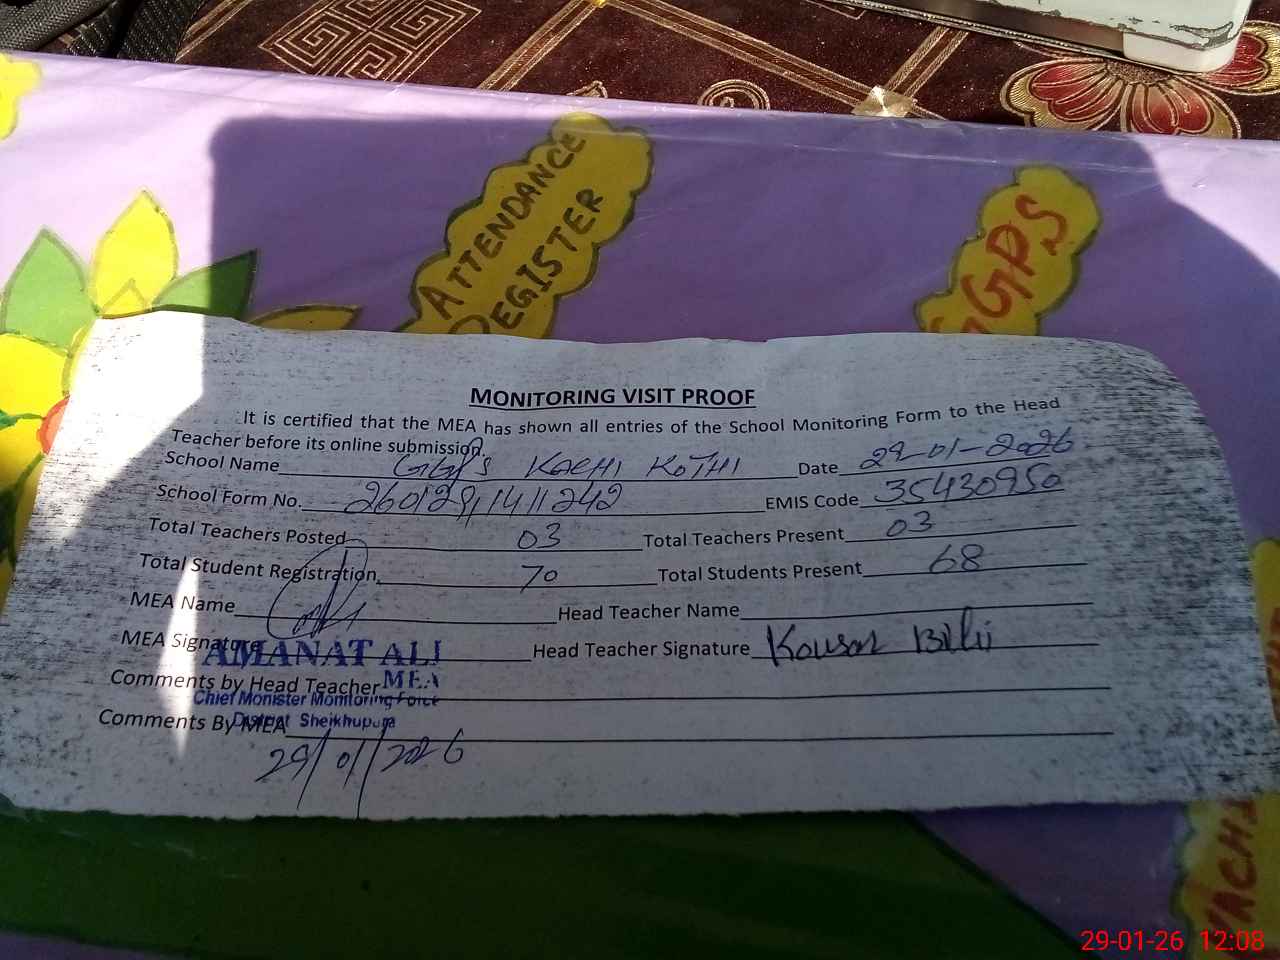 ATTENDANCE
REGISTER
GGPS
MONITORING VISIT PROOF
It is certified that the MEA has shown all entries of the School Monitoring Form to the Head
Teacher before its online submission.
School Name GGPS KACHI KOTHI Date 29-01-2026
School Form No. 260129,1411242 EMIS Code 35430950
Total Teachers Posted 03 Total Teachers Present 03
Total Student Registration 70 Total Students Present 68
MEA Name Head Teacher Name
MEA Signature Head Teacher Signature Kousar Bibi
AMANAT ALI
Comments by Head Teacher MEA
Chief Monister Monitoring Force
Comments By MEA District Sheikhupura
29/01/2026
29-01-26 12:08